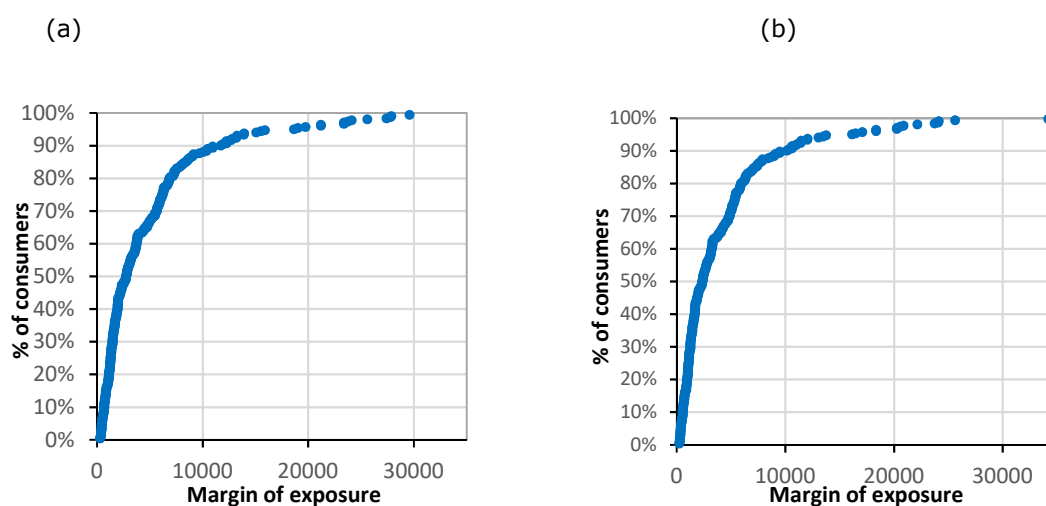 (a)
(b)
% of consumers
100%
90%
80%
70%
60%
50%
40%
30%
20%
10%
0%
0 10000 20000 30000
Margin of exposure
% of consumers
100%
90%
80%
70%
60%
50%
40%
30%
20%
10%
0%
0 10000 20000 30000
Margin of exposure